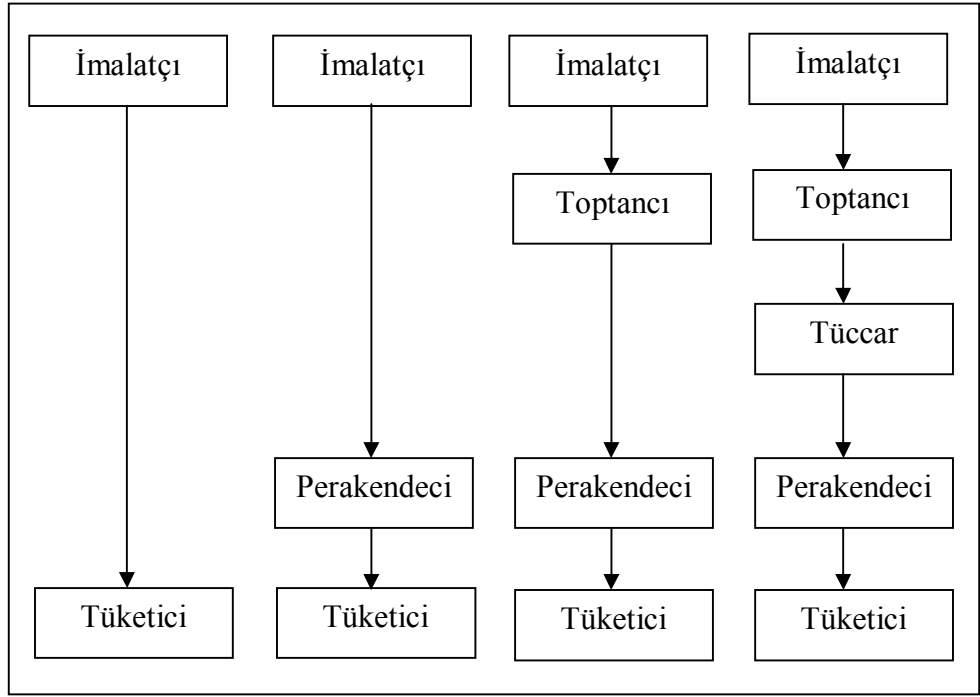 İmalatçı
İmalatçı
İmalatçı
İmalatçı
Toptancı
Toptancı
Tüccar
Perakendeci
Perakendeci
Perakendeci
Tüketici
Tüketici
Tüketici
Tüketici